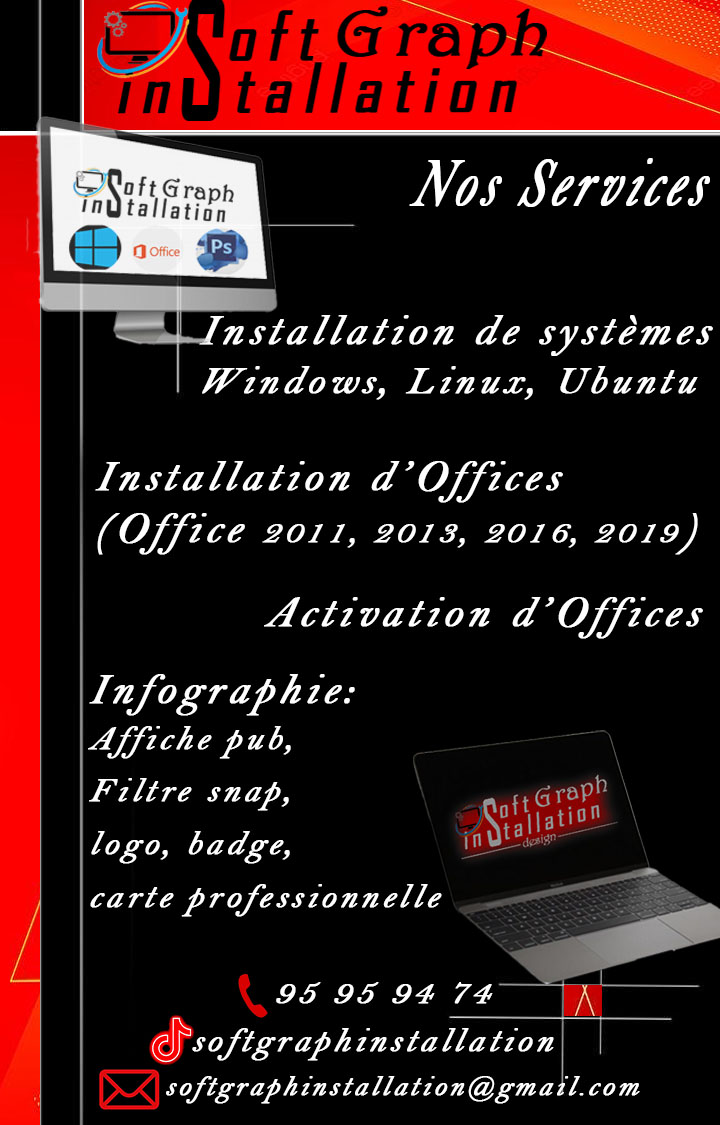 Soft Graph
inStallation
Soft Graph
inStallation
Office
Ps
Nos Services
Installation de systèmes
Windows, Linux, Ubuntu
Installation d'Offices
(Office 2011, 2013, 2016, 2019)
Activation d'Offices
Infographie:
Affiche pub,
Filtre snap,
logo, badge,
carte professionnelle
Soft Graph
inStallation
design
95 95 94 74
softgraphinstallation
softgraphinstallation@gmail.com